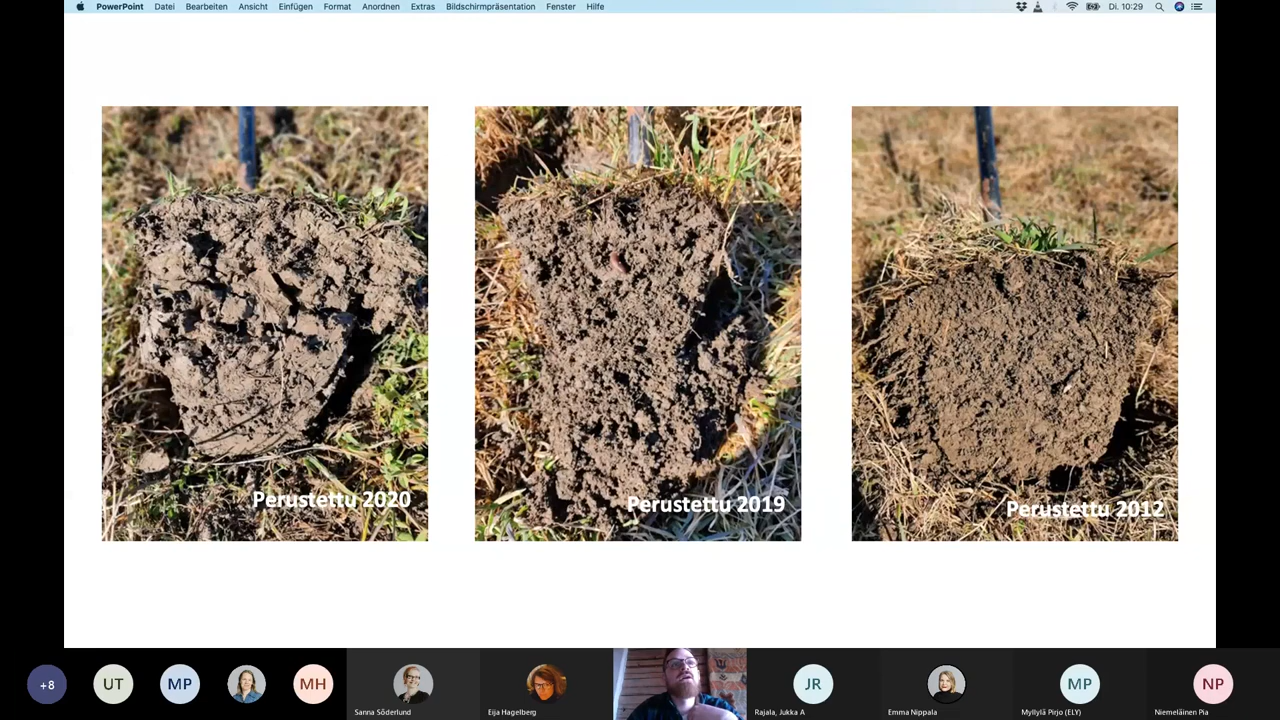 PowerPoint Datei Bearbeiten Ansicht Einfügen Format Anordnen Extras Bildschirmpräsentation Fenster Hilfe Di. 10:29
Perustettu 2020
Perustettu 2019
Perustettu 2012
+8 UT MP MH JR MP NP
Sanna Söderlund Eija Hagelberg Rajala, Jukka A Emma Nippala Myllylä Pirjo (ELY) Niemeläinen Pia